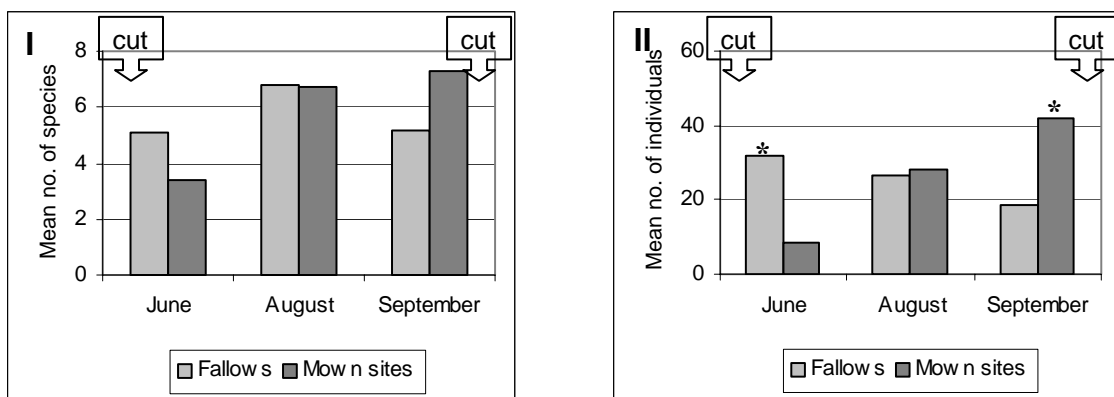 I
cut
cut
Mean no. of species
8
6
4
2
0
June
August
September
Fallow s
Mow n sites
II
cut
cut
Mean no. of individuals
60
40
20
0
*
*
June
August
September
Fallow s
Mow n sites